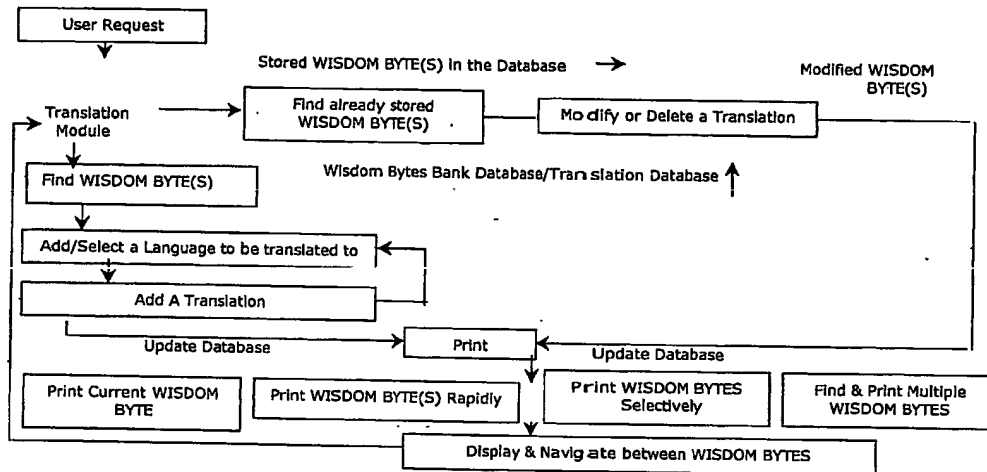 User Request
Stored WISDOM BYTE(S) in the Database
Modified WISDOM
BYTE(S)
Translation
Module
Find already stored
WISDOM BYTE(S)
Modify or Delete a Translation
Find WISDOM BYTE(S)
Wisdom Bytes Bank Database/Translation Database
Add/Select a Language to be translated to
Add A Translation
Update Database
Print
Update Database
Print Current WISDOM
BYTE
Print WISDOM BYTE(S) Rapidly
Print WISDOM BYTES
Selectively
Find & Print Multiple
WISDOM BYTES
Display & Navigate between WISDOM BYTES